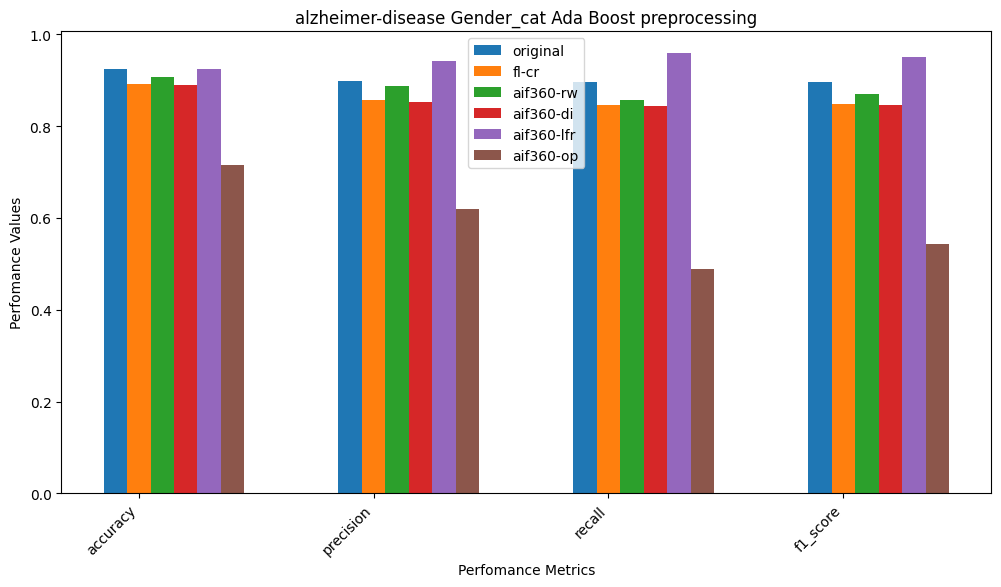 alzheimer-disease Gender_cat Ada Boost preprocessing
original
fl-cr
aif360-rw
aif360-di
aif360-lfr
aif360-op
Perfomance Values
1.0
0.8
0.6
0.4
0.2
0.0
accuracy
precision
recall
f1_score
Perfomance Metrics